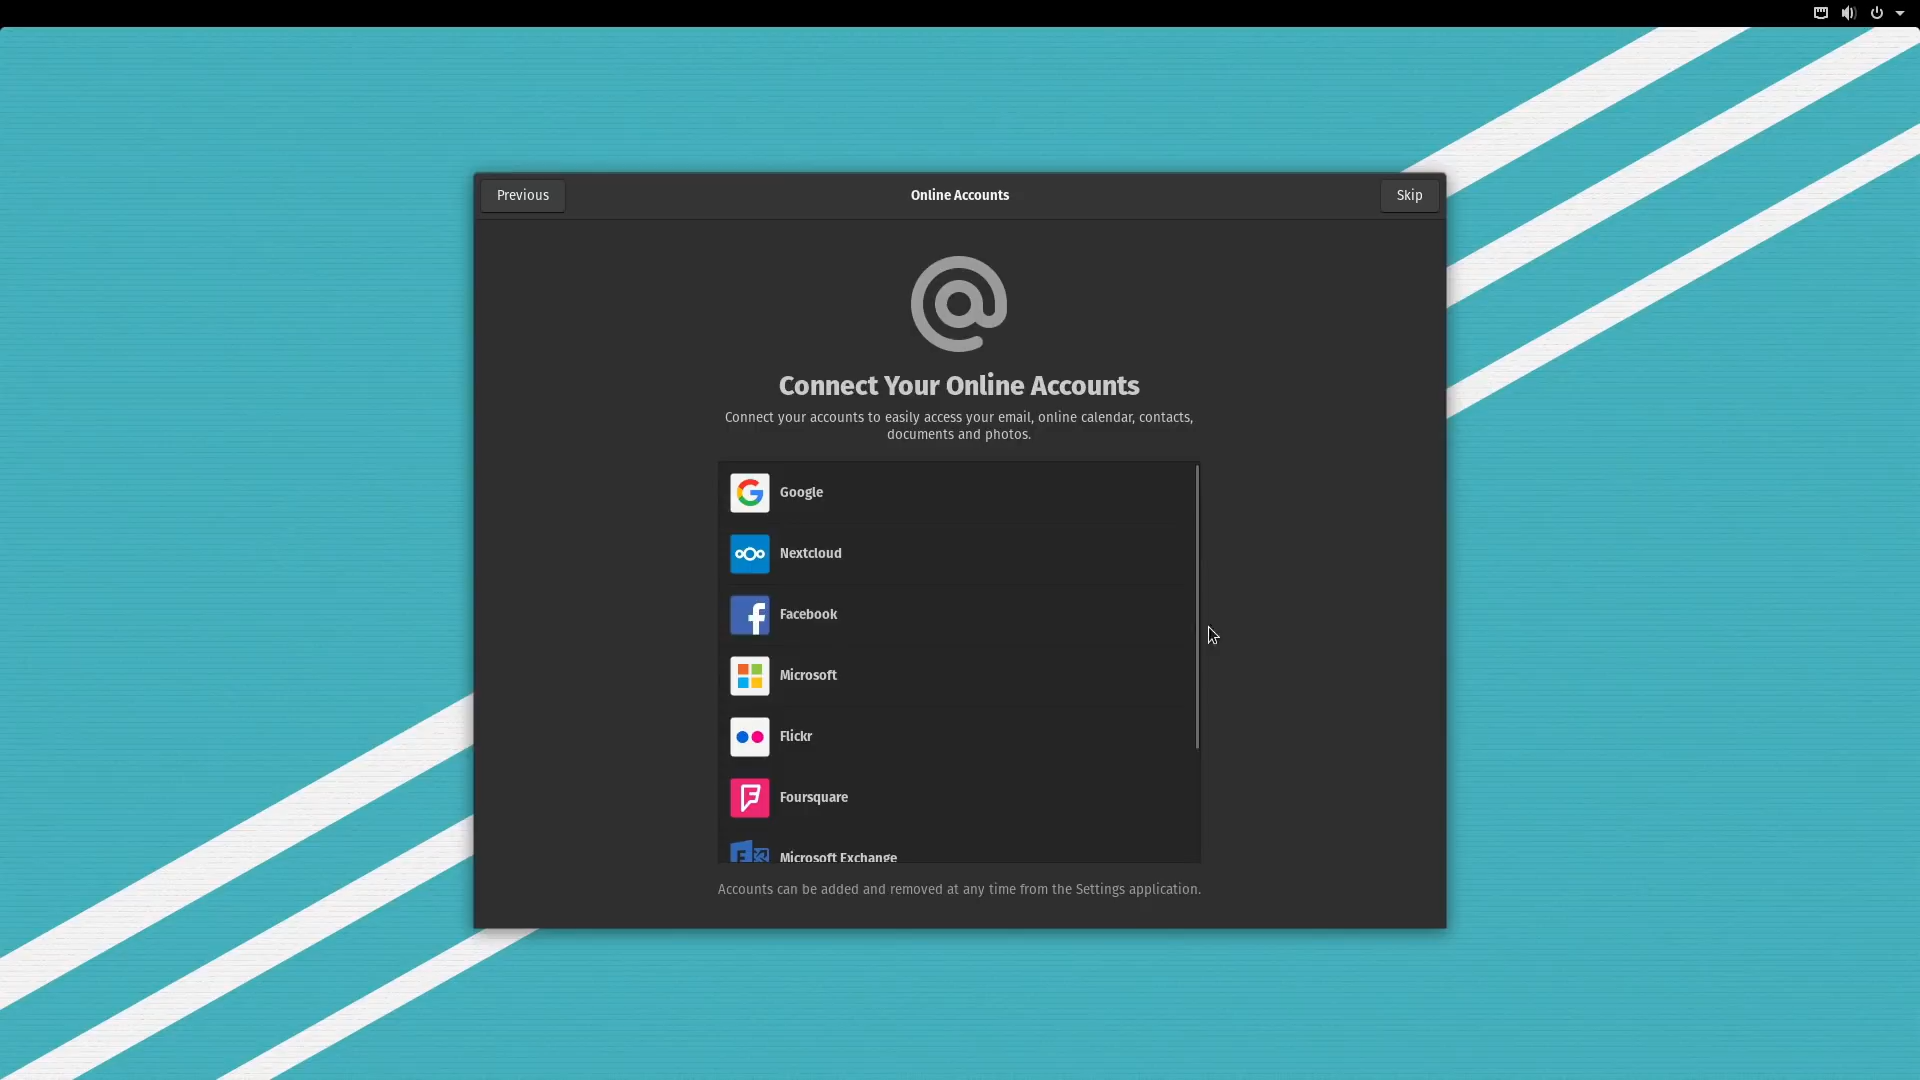 Previous
Online Accounts
Skip
Connect Your Online Accounts
Connect your accounts to easily access your email, online calendar, contacts,
documents and photos.
Google
Nextcloud
Facebook
Microsoft
Flickr
Foursquare
Microsoft Exchange
Accounts can be added and removed at any time from the Settings application.